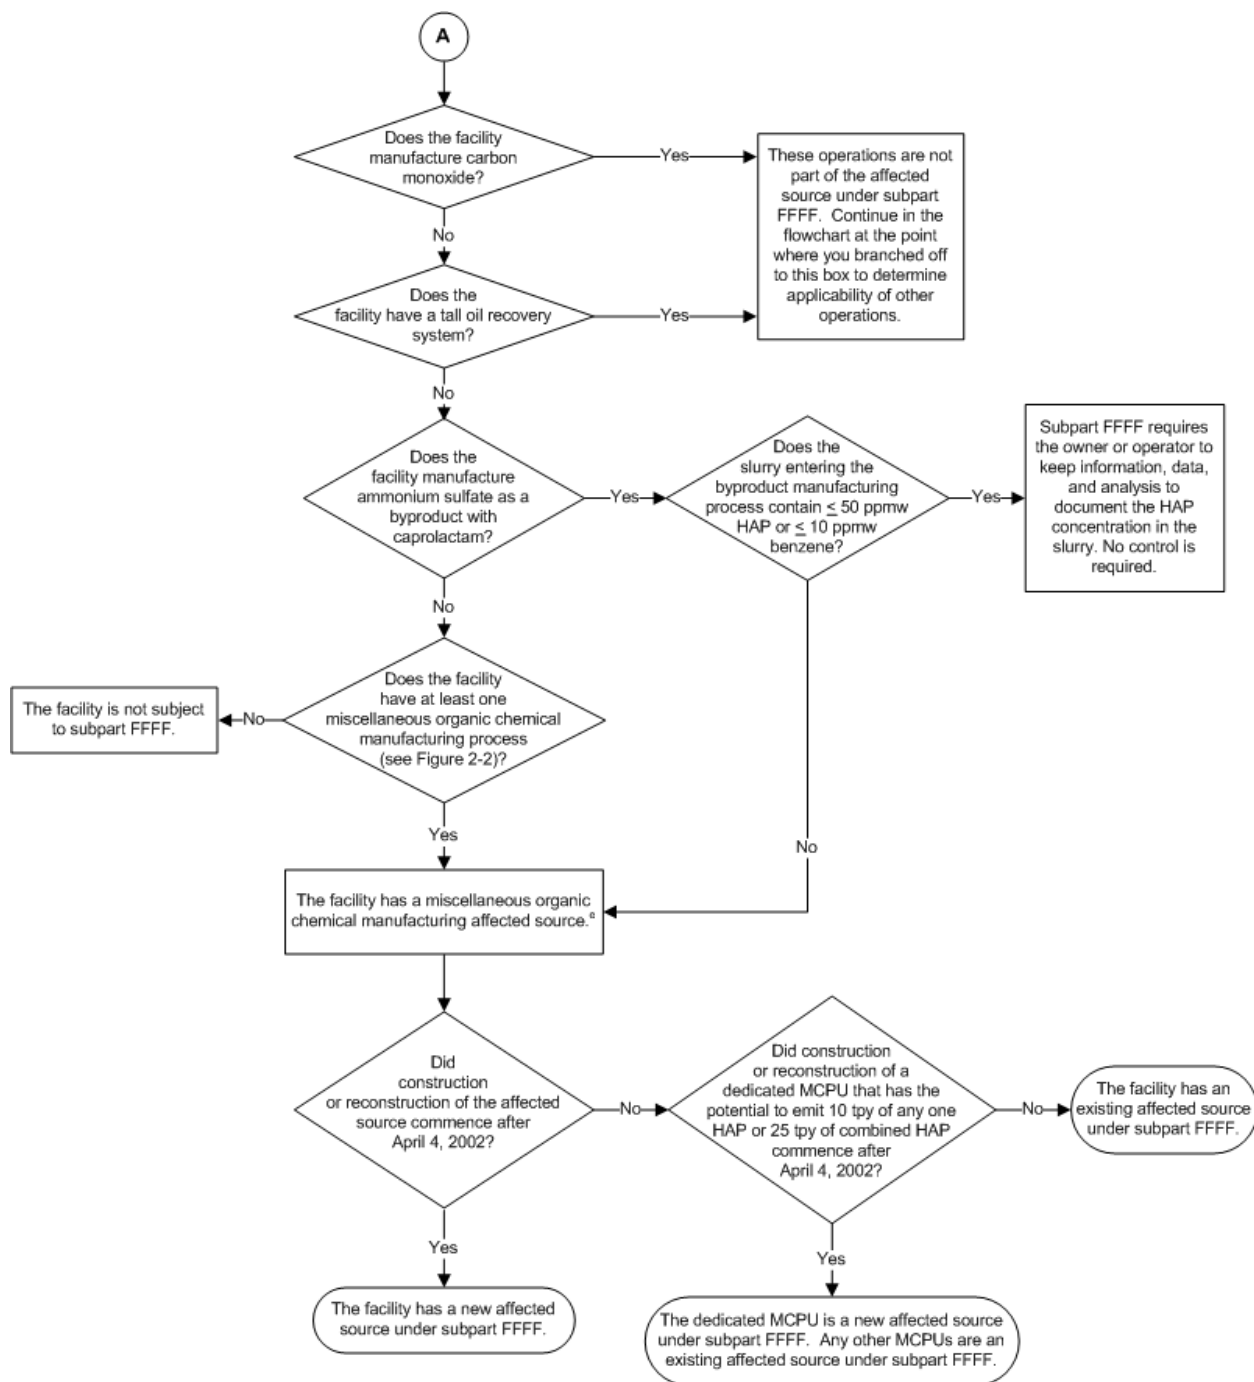 A
Does the facility
manufacture carbon
monoxide?
Yes
These operations are not
part of the affected
source under subpart
FFFF. Continue in the
flowchart at the point
where you branched off
to this box to determine
applicability of other
operations.
No
Does the
facility have a tall oil recovery
system?
Yes
No
Does the
facility manufacture
ammonium sulfate as a
byproduct with
caprolactam?
Yes
Does the
slurry entering the
byproduct manufacturing
process contain ≤ 50 ppmw
HAP or ≤ 10 ppmw
benzene?
Yes
Subpart FFFF requires
the owner or operator to
keep information, data,
and analysis to
document the HAP
concentration in the
slurry. No control is
required.
No
Does the facility
have at least one
miscellaneous organic chemical
manufacturing process
(see Figure 2-2)?
No
The facility is not subject
to subpart FFFF.
Yes
No
The facility has a miscellaneous organic
chemical manufacturing affected source.
Did
construction
or reconstruction of the affected
source commence after
April 4, 2002?
No
Did construction
or reconstruction of a
dedicated MCPU that has the
potential to emit 10 tpy of any one
HAP or 25 tpy of combined HAP
commence after
April 4, 2002?
No
The facility has an
existing affected source
under subpart FFFF.
Yes
The facility has a new affected
source under subpart FFFF.
Yes
The dedicated MCPU is a new affected source
under subpart FFFF. Any other MCPUs are an
existing affected source under subpart FFFF.